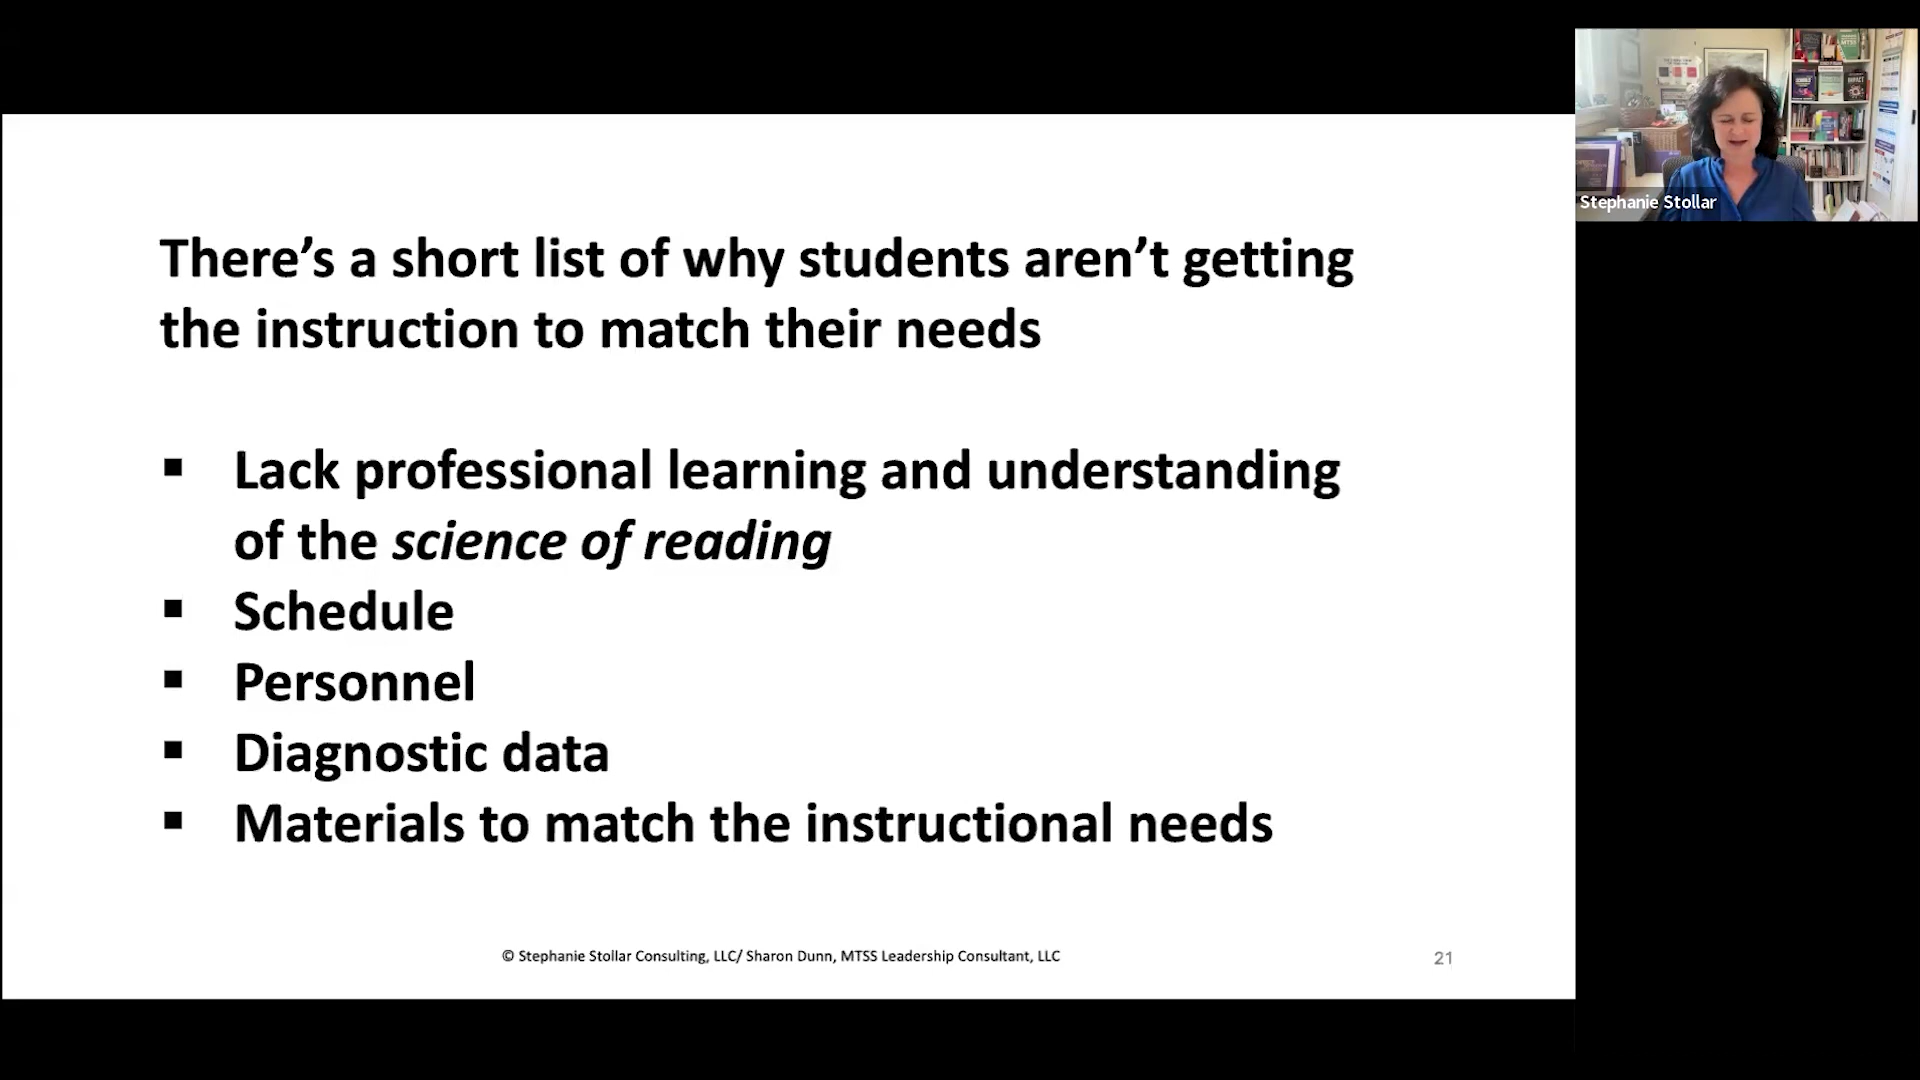 There’s a short list of why students aren’t getting
the instruction to match their needs
▪ Lack professional learning and understanding
of the science of reading
▪ Schedule
▪ Personnel
▪ Diagnostic data
▪ Materials to match the instructional needs
© Stephanie Stollar Consulting, LLC/ Sharon Dunn, MTSS Leadership Consultant, LLC
21
Stephanie Stollar